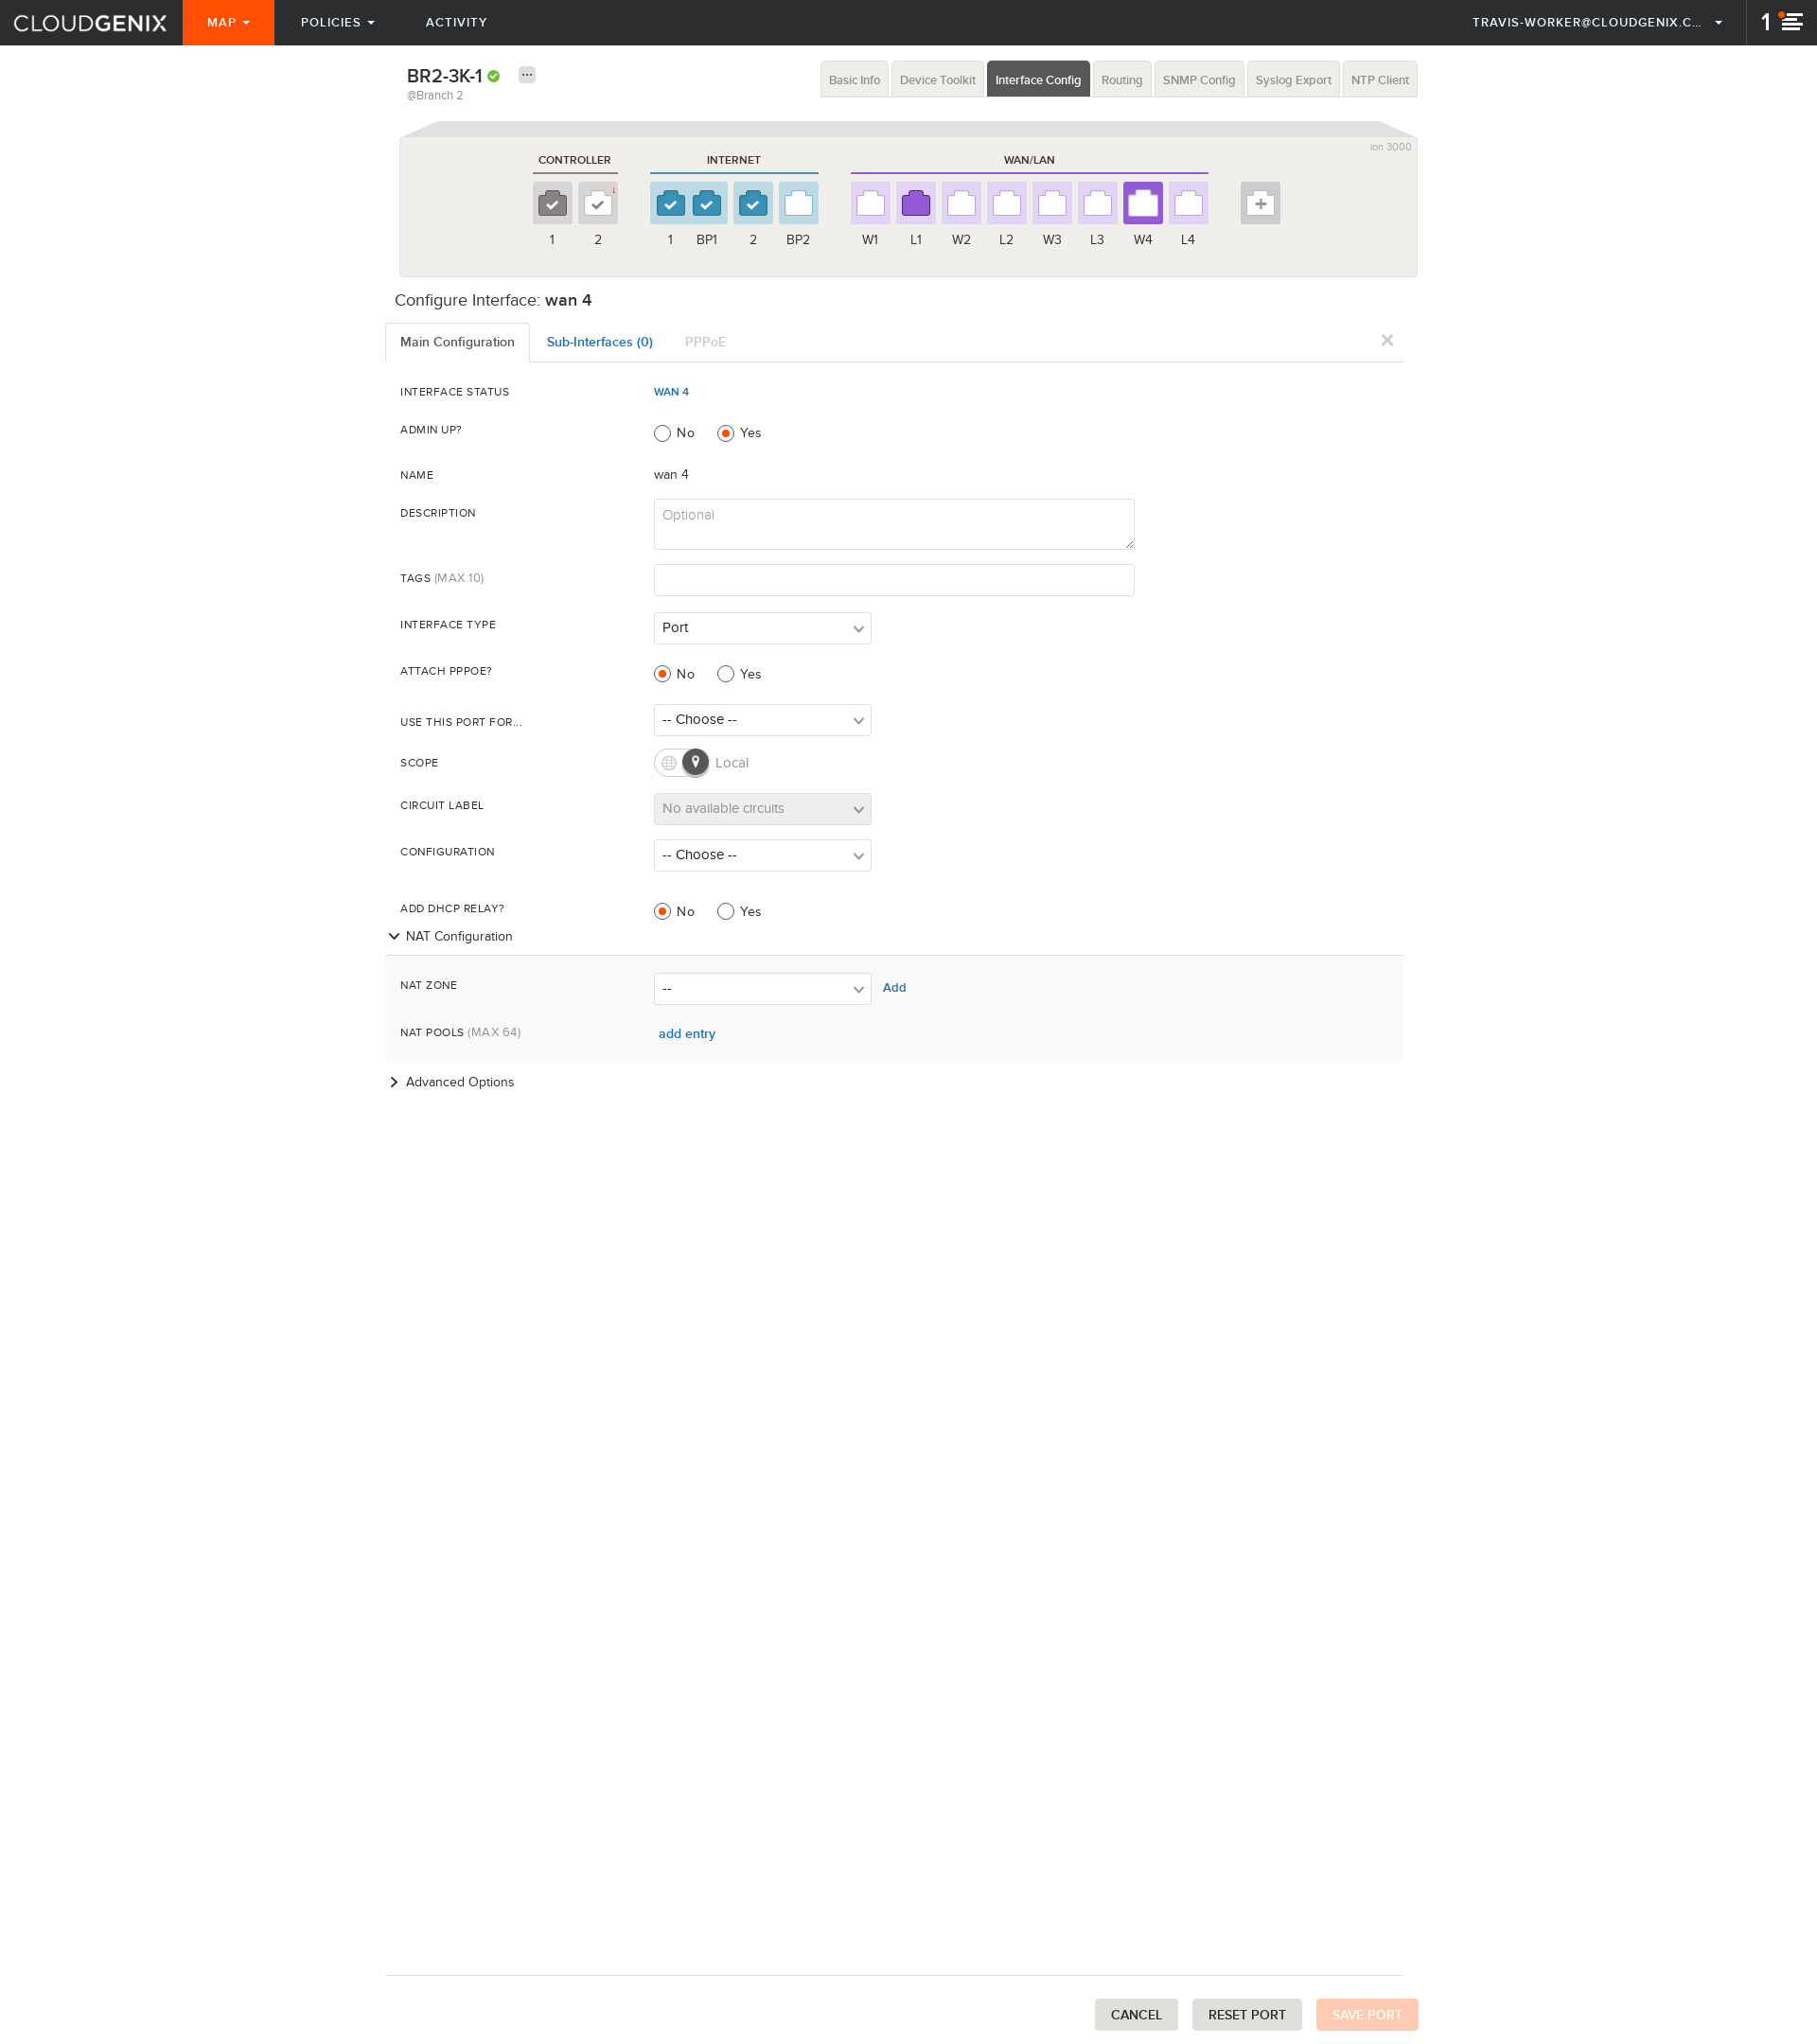 CLOUDGENIX MAP POLICIES ACTIVITY TRAVIS-WORKER@CLOUDGENIX.C... 1
BR2-3K-1 ...
@Branch 2
Basic Info Device Toolkit Interface Config Routing SNMP Config Syslog Export NTP Client
ion 3000
CONTROLLER INTERNET WAN/LAN
1 2 1 BP1 2 BP2 W1 L1 W2 L2 W3 L3 W4 L4
Configure Interface: wan 4
Main Configuration Sub-Interfaces (0) PPPoE
INTERFACE STATUS WAN 4
ADMIN UP? No Yes
NAME wan 4
DESCRIPTION Optional
TAGS (MAX 10)
INTERFACE TYPE Port
ATTACH PPPOE? No Yes
USE THIS PORT FOR... -- Choose --
SCOPE Local
CIRCUIT LABEL No available circuits
CONFIGURATION -- Choose --
ADD DHCP RELAY? No Yes
NAT Configuration
NAT ZONE -- Add
NAT POOLS (MAX 64) add entry
Advanced Options
CANCEL RESET PORT SAVE PORT